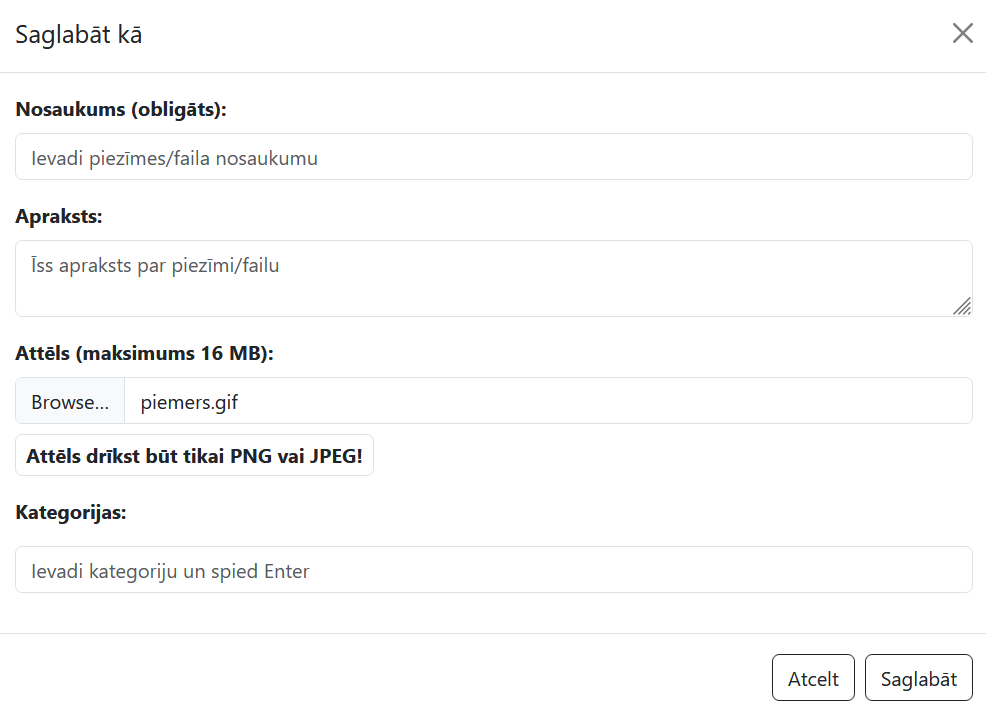 Saglabāt kā
Nosaukums (obligāts):
Ievadi piezīmes/faila nosaukumu
Apraksts:
Īss apraksts par piezīmi/failu
Attēls (maksimums 16 MB):
Browse... piemers.gif
Attēls drīkst būt tikai PNG vai JPEG!
Kategorijas:
Ievadi kategoriju un spied Enter
Atcelt Saglabāt